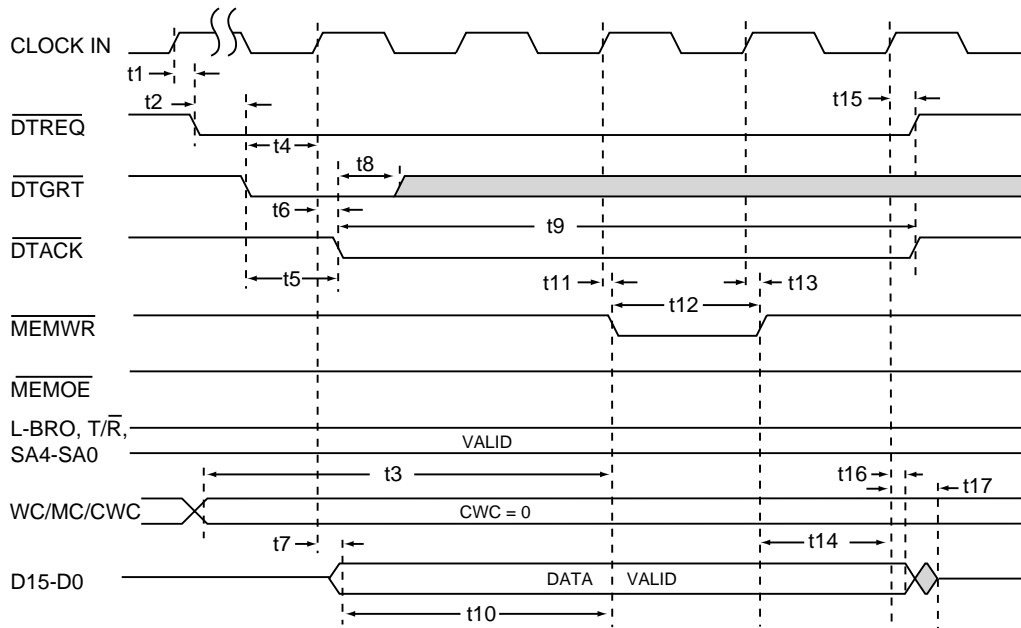 CLOCK IN
t1
t2
t15
DTREQ
t4
t8
DTGRT
t6
t9
DTACK
t5
t11
t13
t12
MEMWR
MEMOE
L-BRO, T/R̅,
VALID
SA4-SA0
t3
t16
t17
WC/MC/CWC
CWC = 0
t7
t14
D15-D0
DATA VALID
t10